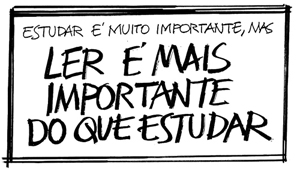 ESTUDAR É MUITO IMPORTANTE, MAS
LER É MAIS
IMPORTANTE
DO QUE ESTUDAR